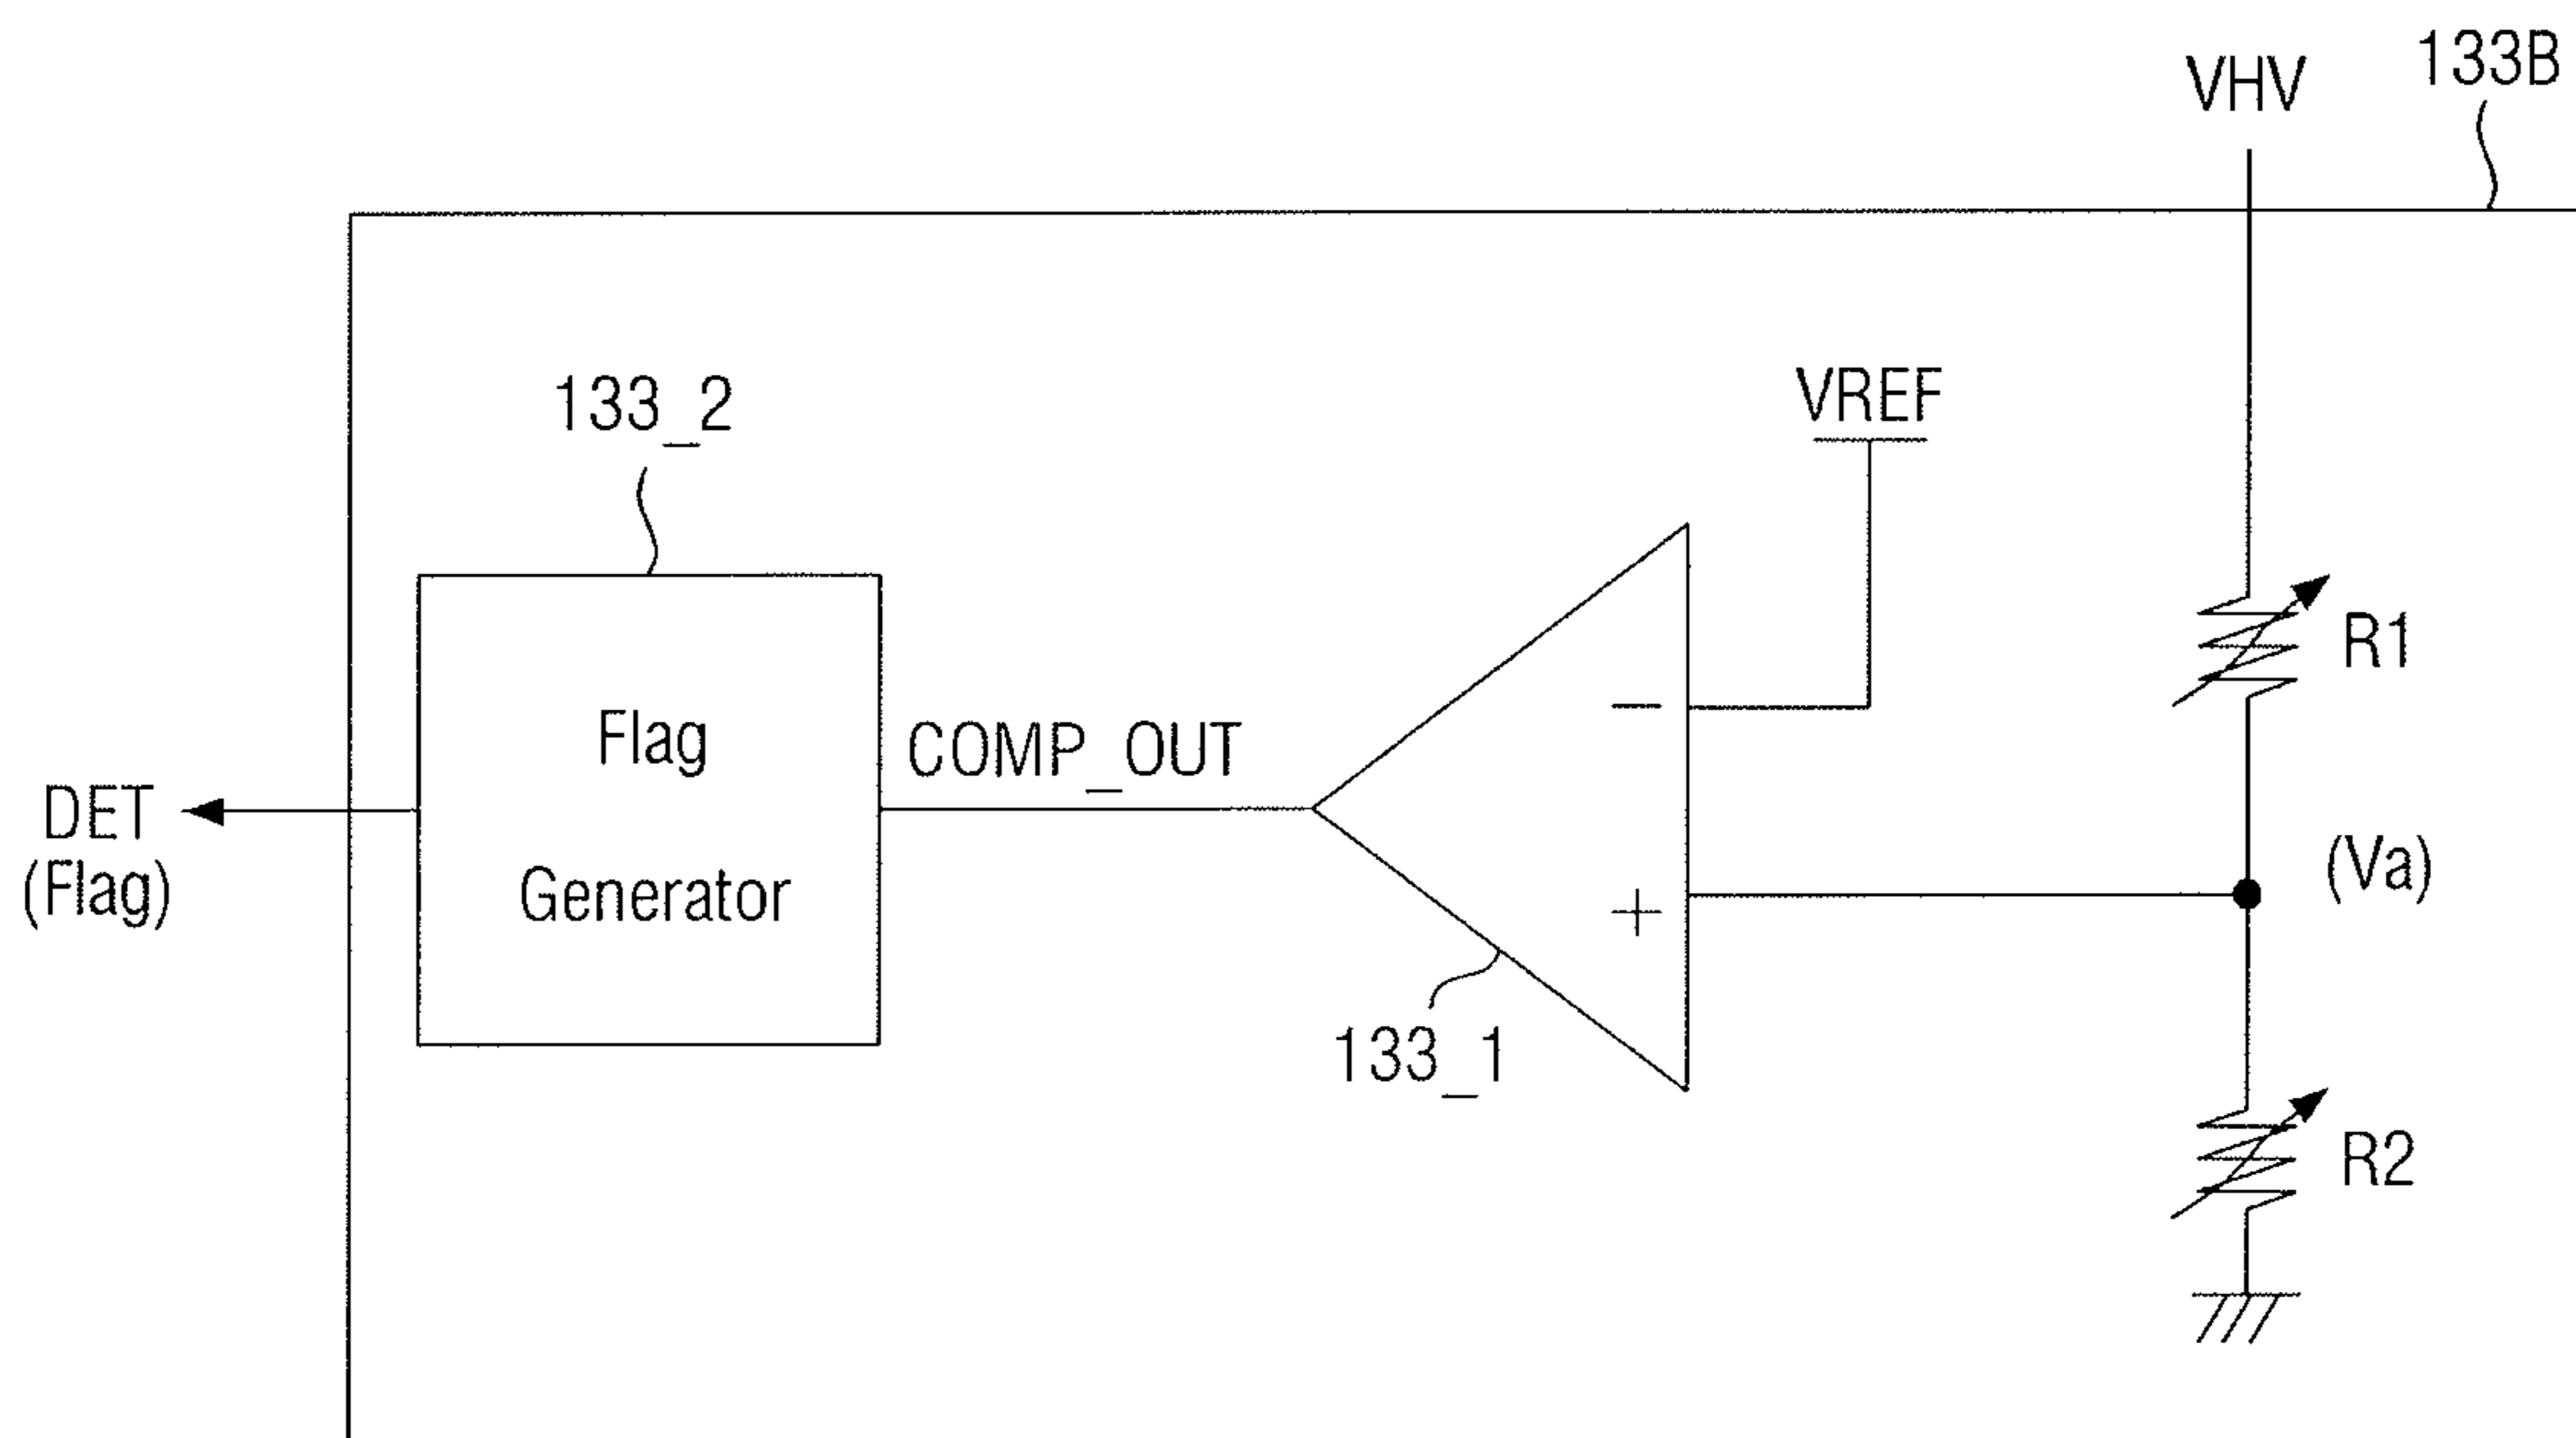 133B
VHV
133_2
VREF
R1
Flag
Generator
COMP_OUT
−
+
DET
(Flag)
(Va)
133_1
R2